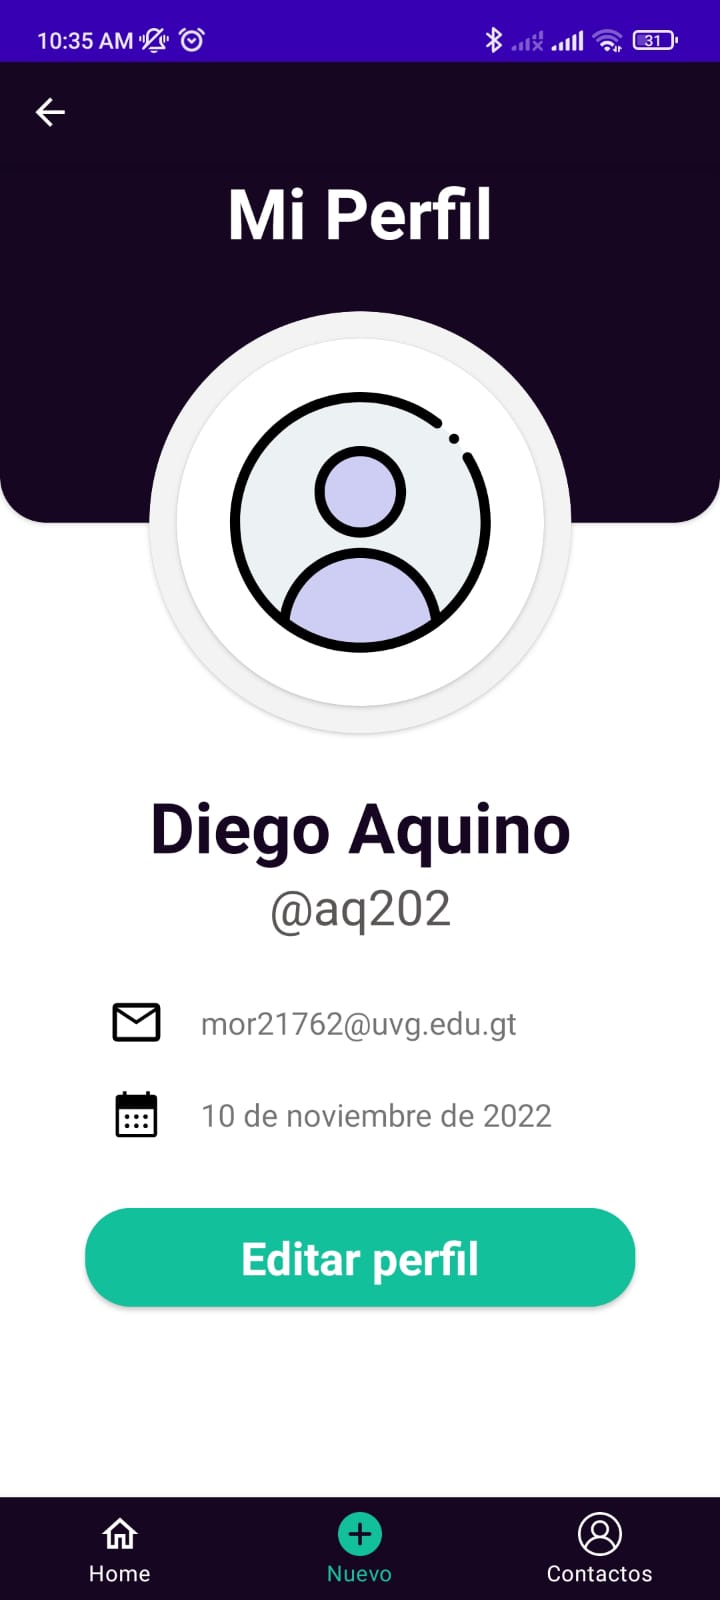 10:35 AM
31
Mi Perfil
Diego Aquino
@aq202
mor21762@uvg.edu.gt
10 de noviembre de 2022
Editar perfil
Home
Nuevo
Contactos